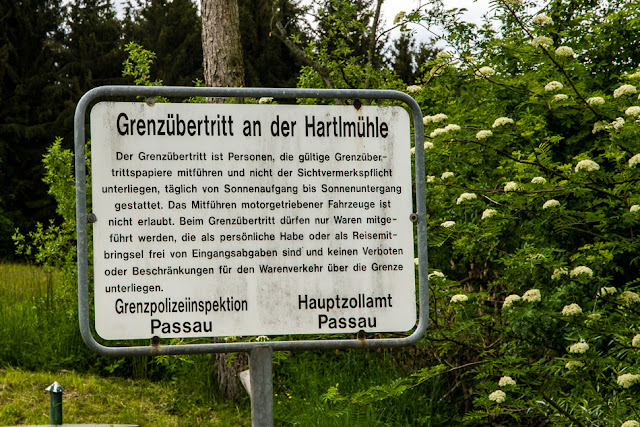 Grenzübertritt an der Hartlmühle
Der Grenzübertritt ist Personen, die gültige Grenzüber-
trittspapiere mitführen und nicht der Sichtvermerkspflicht
unterliegen, täglich von Sonnenaufgang bis Sonnenuntergang
gestattet. Das Mitführen motorgetriebener Fahrzeuge ist
nicht erlaubt. Beim Grenzübertritt dürfen nur Waren mitge-
führt werden, die als persönliche Habe oder als Reisemit-
bringsel frei von Eingangsabgaben sind und keinen Verboten
oder Beschränkungen für den Warenverkehr über die Grenze
unterliegen.
Grenzpolizeiinspektion Hauptzollamt
Passau Passau